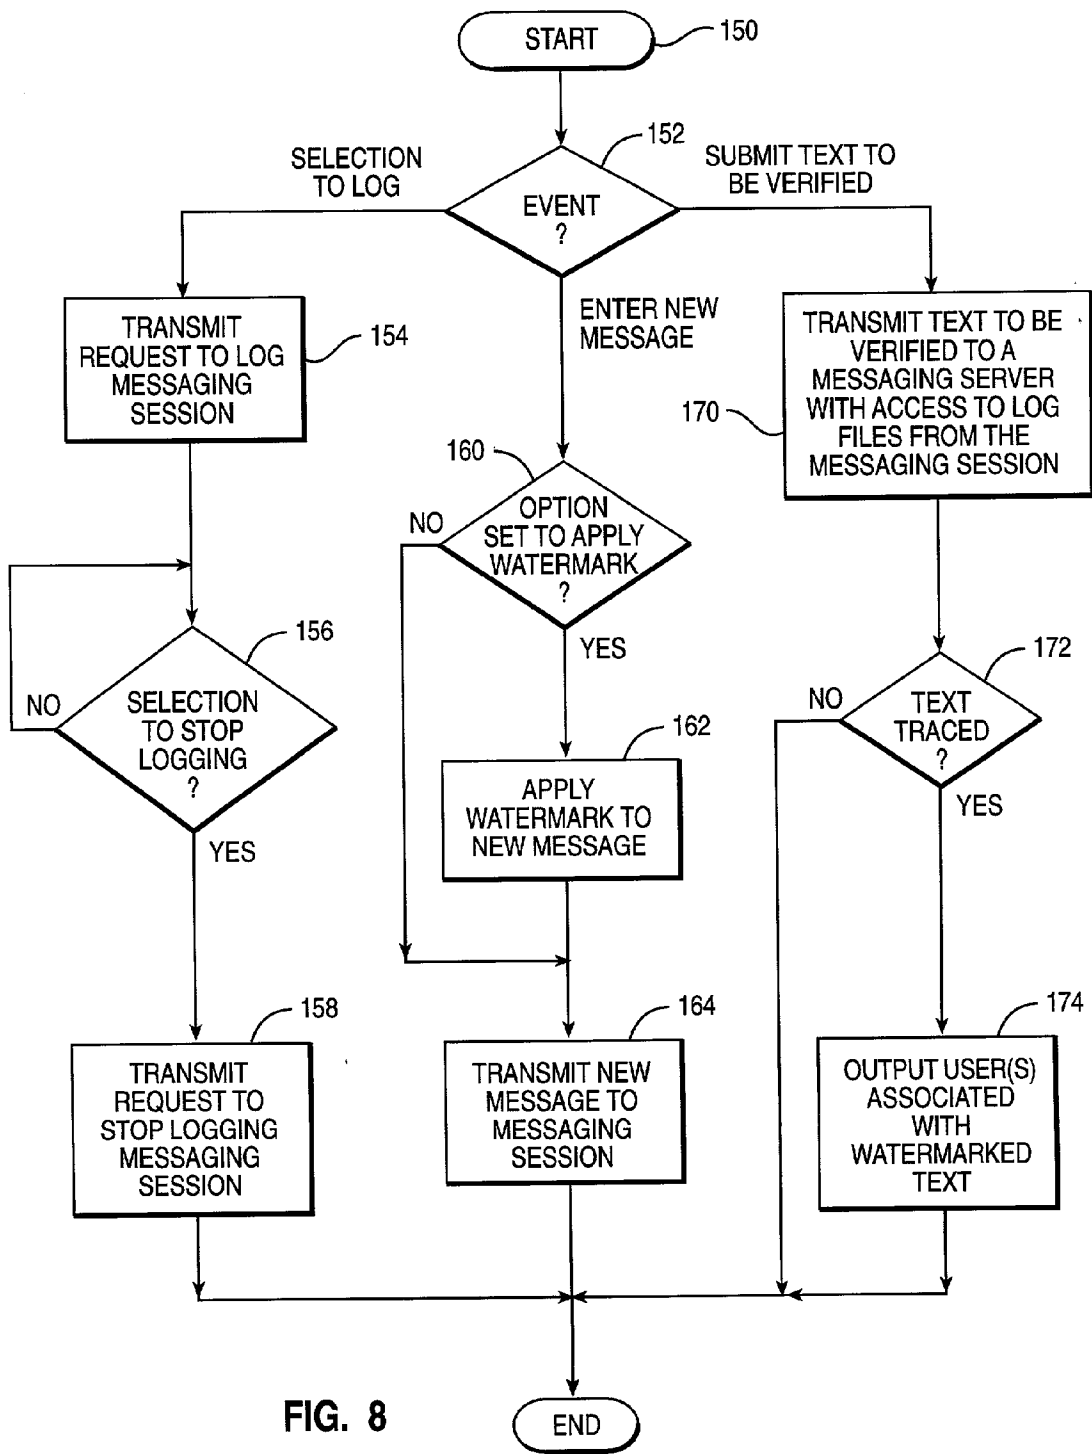 START
150
152
SELECTION
TO LOG
SUBMIT TEXT TO
BE VERIFIED
EVENT
?
ENTER NEW
MESSAGE
TRANSMIT
REQUEST TO LOG
MESSAGING
SESSION
154
TRANSMIT TEXT TO BE
VERIFIED TO A
MESSAGING SERVER
WITH ACCESS TO LOG
FILES FROM THE
MESSAGING SESSION
170
160
NO
OPTION
SET TO APPLY
WATERMARK
?
YES
156
NO
SELECTION
TO STOP
LOGGING
?
YES
162
APPLY
WATERMARK TO
NEW MESSAGE
172
NO
TEXT
TRACED
?
YES
158
TRANSMIT
REQUEST TO
STOP LOGGING
MESSAGING
SESSION
164
TRANSMIT NEW
MESSAGE TO
MESSAGING
SESSION
174
OUTPUT USER(S)
ASSOCIATED
WITH
WATERMARKED
TEXT
FIG. 8
END